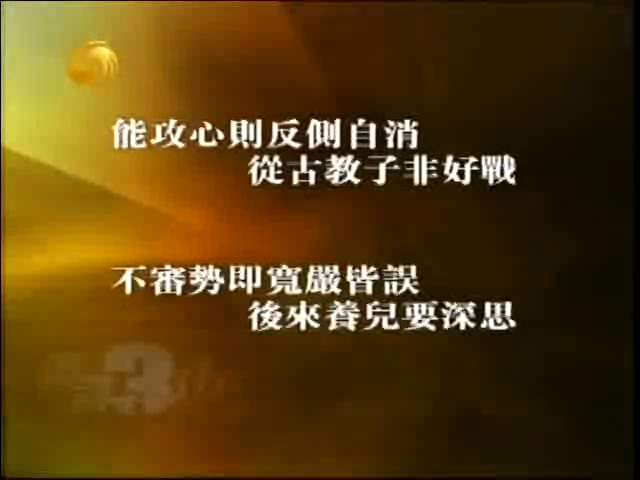 能攻心則反側自消
從古教子非好戰
不審勢即寬嚴皆誤
後來養兒要深思
3